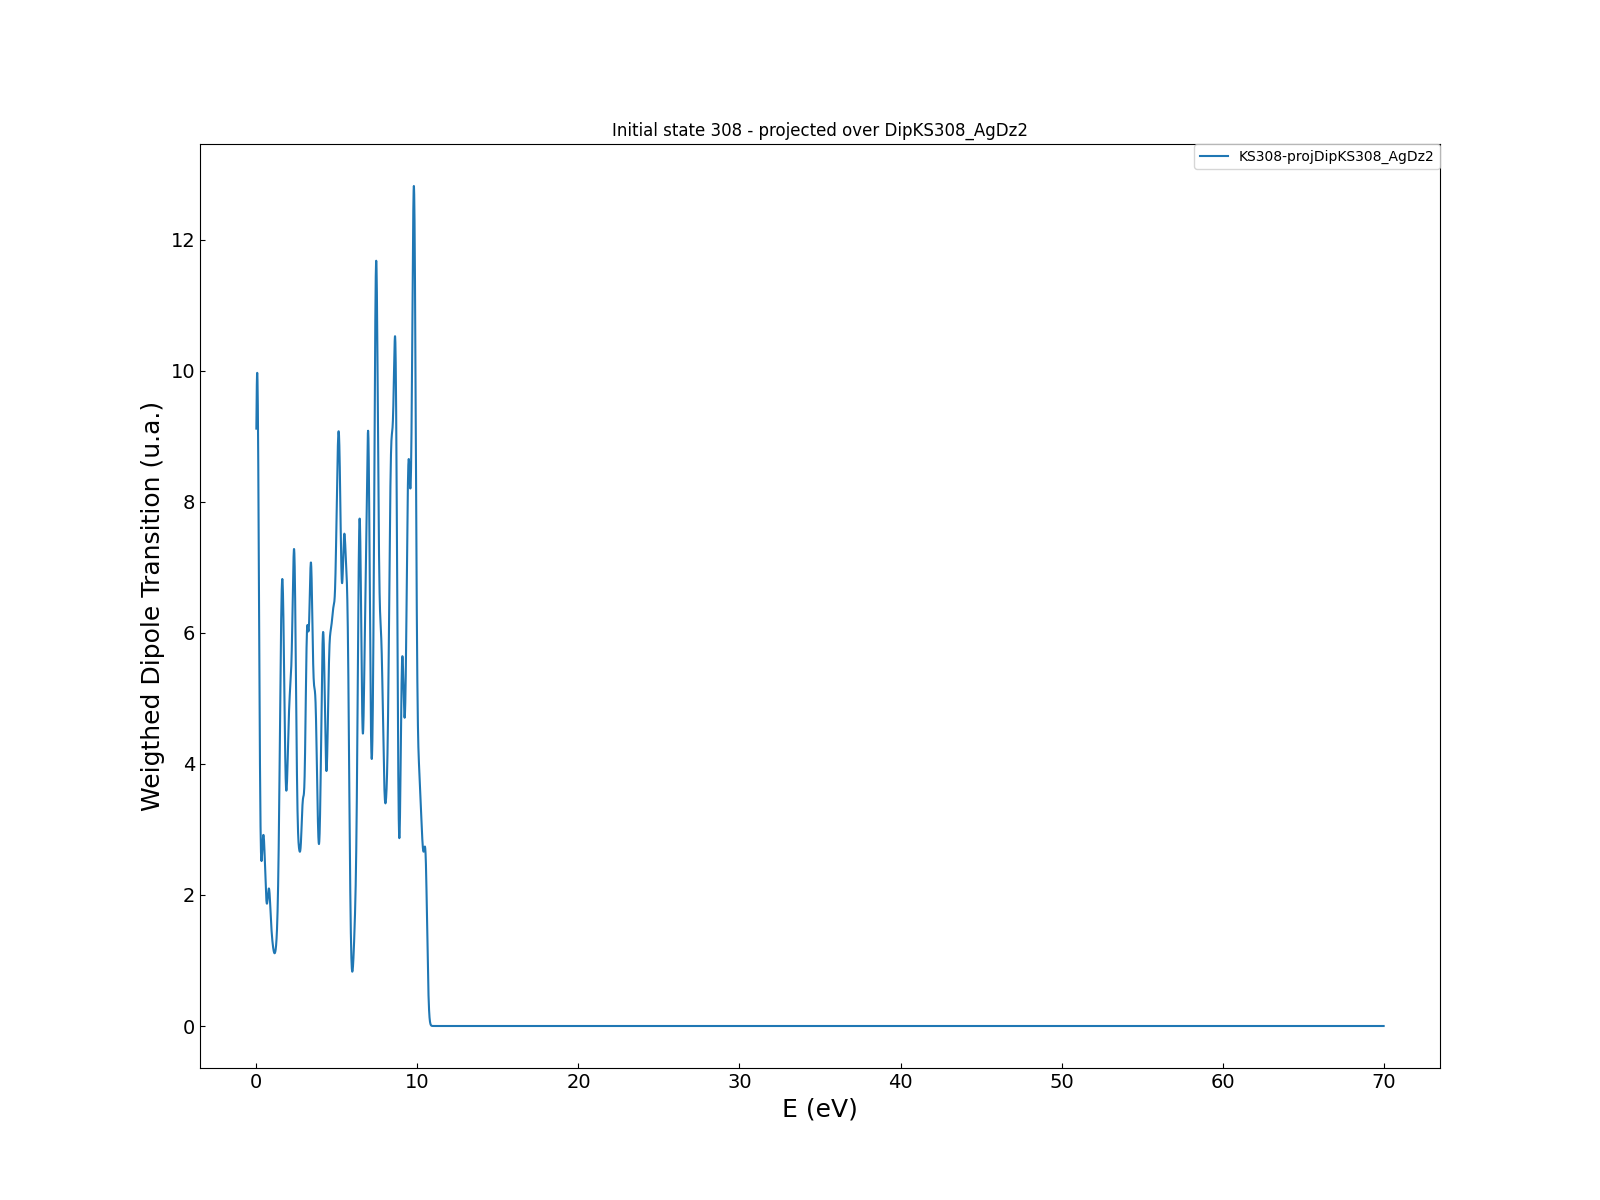 Initial state 308 - projected over DipKS308_AgDz2
KS308-projDipKS308_AgDz2
Weigthed Dipole Transition (u.a.)
12
10
8
6
4
2
0
0 10 20 30 40 50 60 70
E (eV)